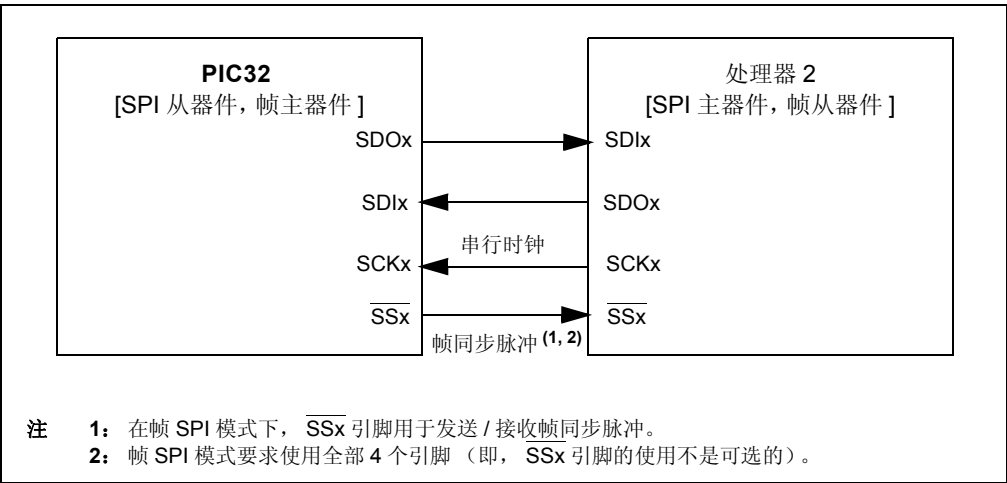 PIC32
[SPI 从器件，帧主器件 ]
处理器 2
[SPI 主器件，帧从器件 ]
SDOx
SDIx
SDIx
SDOx
串行时钟
SCKx
SCKx
SSx
SSx
帧同步脉冲 (1, 2)
注 1： 在帧 SPI 模式下， SSx 引脚用于发送 / 接收帧同步脉冲。
2： 帧 SPI 模式要求使用全部 4 个引脚 （即， SSx 引脚的使用不是可选的）。